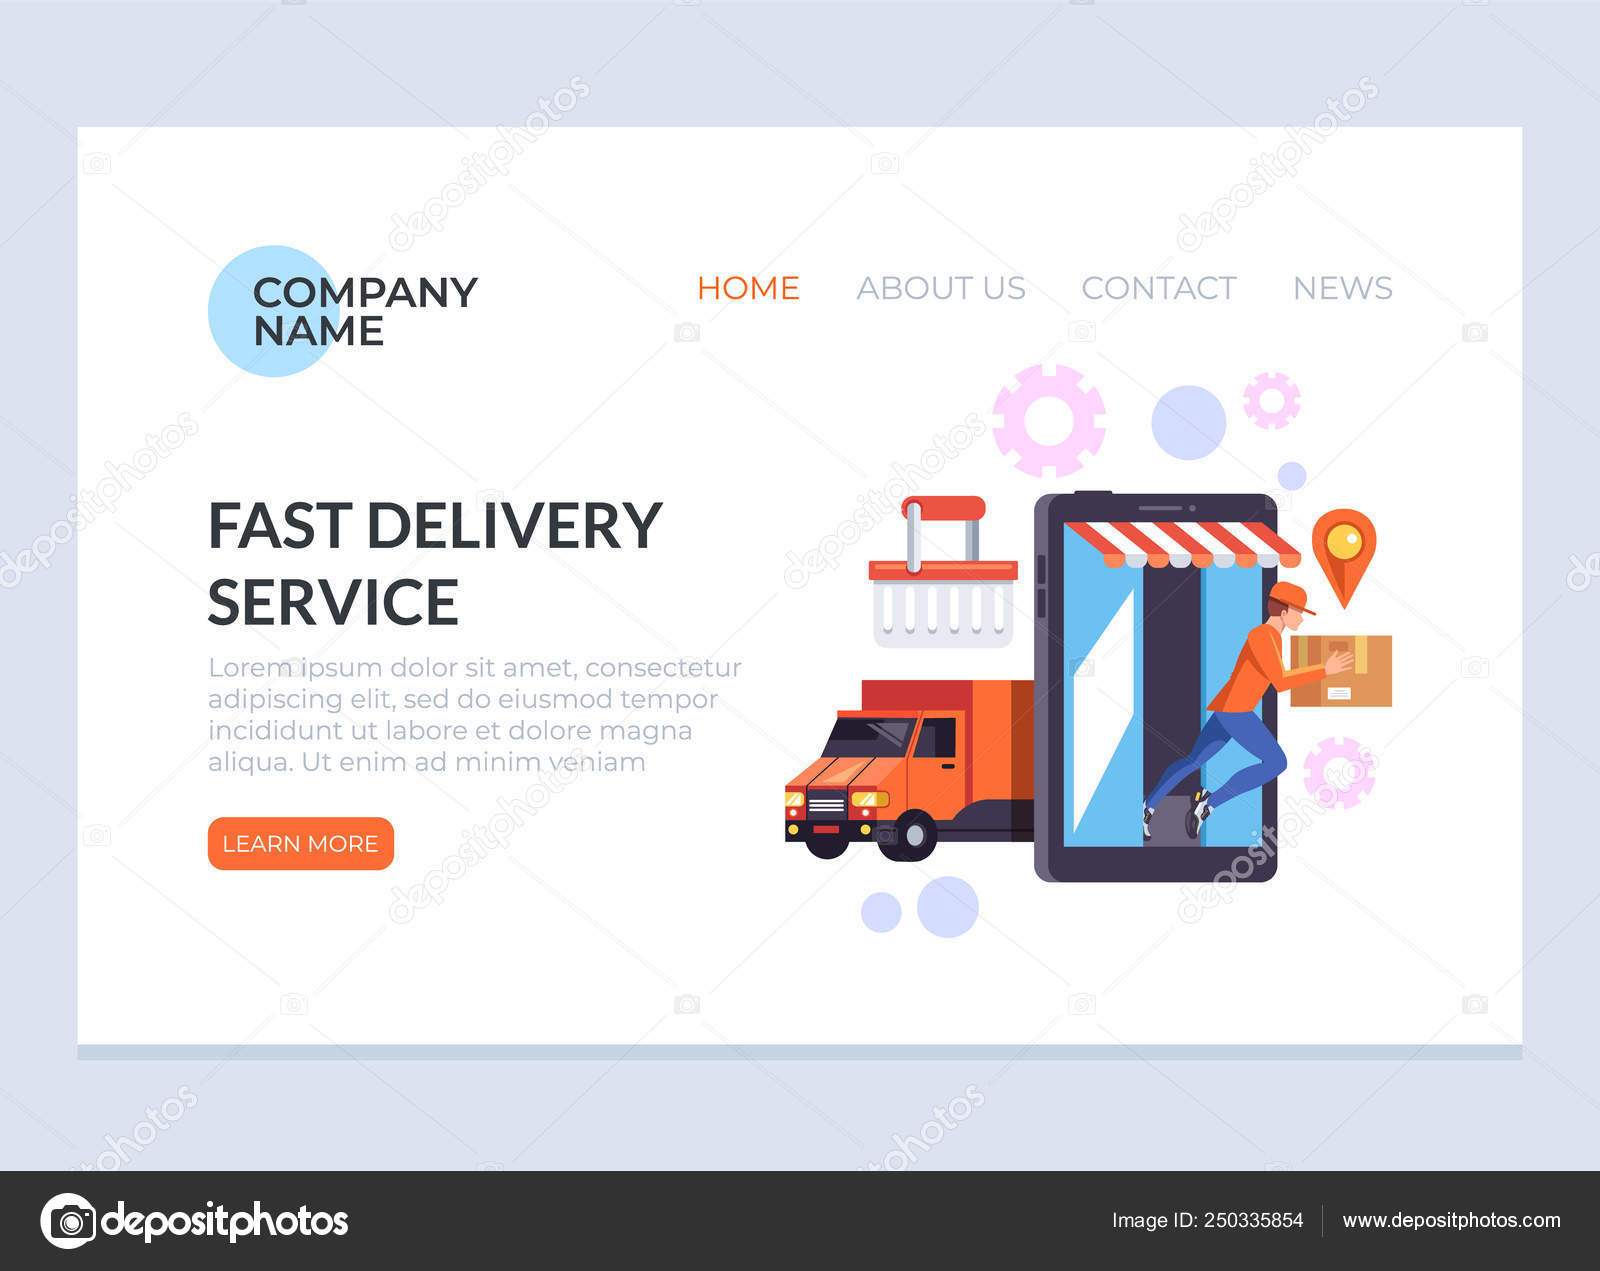 COMPANY
NAME
HOME ABOUT US CONTACT NEWS
FAST DELIVERY
SERVICE
Lorem ipsum dolor sit amet, consectetur
adipiscing elit, sed do eiusmod tempor
incididunt ut labore et dolore magna
aliqua. Ut enim ad minim veniam
LEARN MORE
depositphotos
Image ID: 250335854 www.depositphotos.com